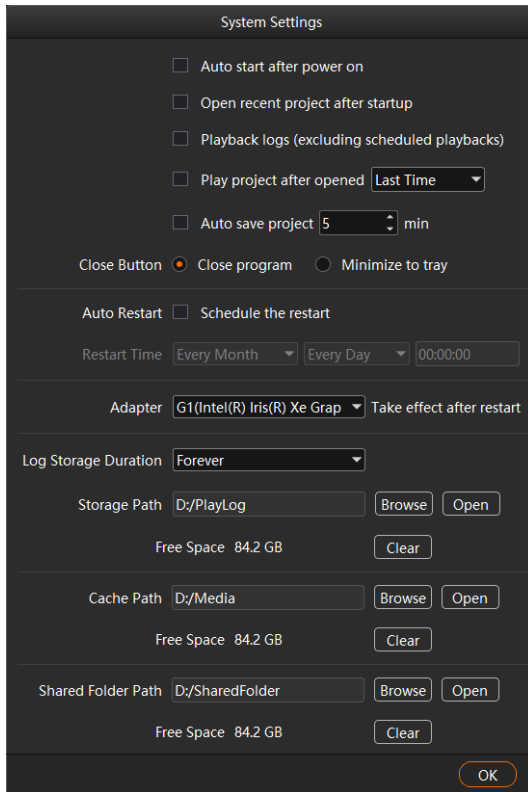 System Settings
Auto start after power on
Open recent project after startup
Playback logs (excluding scheduled playbacks)
Play project after opened Last Time
Auto save project 5 min
Close Button Close program Minimize to tray
Auto Restart Schedule the restart
Restart Time Every Month Every Day 00:00:00
Adapter G1(Intel(R) Iris(R) Xe Grap Take effect after restart
Log Storage Duration Forever
Storage Path D:/PlayLog Browse Open
Free Space 84.2 GB Clear
Cache Path D:/Media Browse Open
Free Space 84.2 GB Clear
Shared Folder Path D:/SharedFolder Browse Open
Free Space 84.2 GB Clear
OK